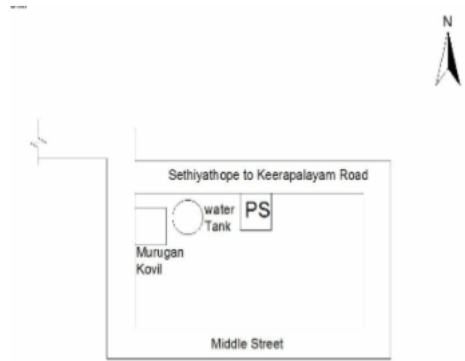 N
Sethiyathope to Keerapalayam Road
water
Tank
PS
Murugan
Kovil
Middle Street